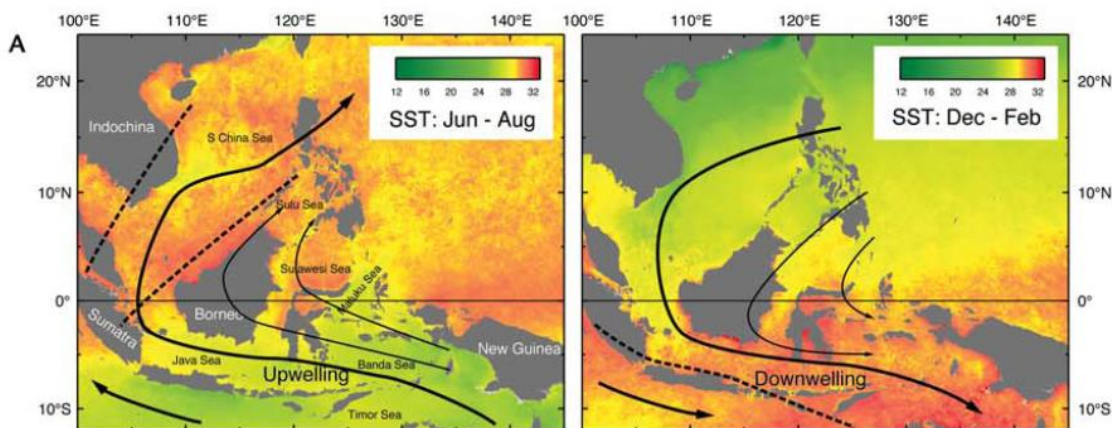 100°E 110°E 120°E 130°E 140°E 100°E 110°E 120°E 130°E 140°E
A
12 16 20 24 28 32
SST: Jun - Aug
12 16 20 24 28 32
SST: Dec - Feb
20°N
20°N
Indochina
S China Sea
10°N
10°N
Sulu Sea
Sulawesi Sea
Maluku Sea
0°
0°
Sumatra
Borneo
New Guinea
Java Sea
Banda Sea
Upwelling
Downwelling
10°S
Timor Sea
10°S